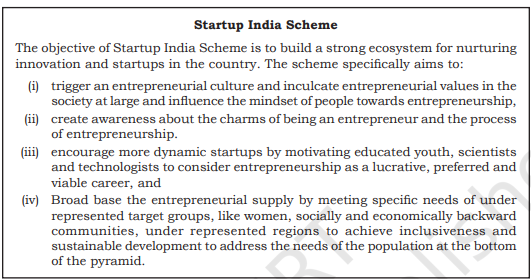 Startup India Scheme
The objective of Startup India Scheme is to build a strong ecosystem for nurturing
innovation and startups in the country. The scheme specifically aims to:
(i) trigger an entrepreneurial culture and inculcate entrepreneurial values in the
society at large and influence the mindset of people towards entrepreneurship,
(ii) create awareness about the charms of being an entrepreneur and the process
of entrepreneurship.
(iii) encourage more dynamic startups by motivating educated youth, scientists
and technologists to consider entrepreneurship as a lucrative, preferred and
viable career, and
(iv) Broad base the entrepreneurial supply by meeting specific needs of under
represented target groups, like women, socially and economically backward
communities, under represented regions to achieve inclusiveness and
sustainable development to address the needs of the population at the bottom
of the pyramid.